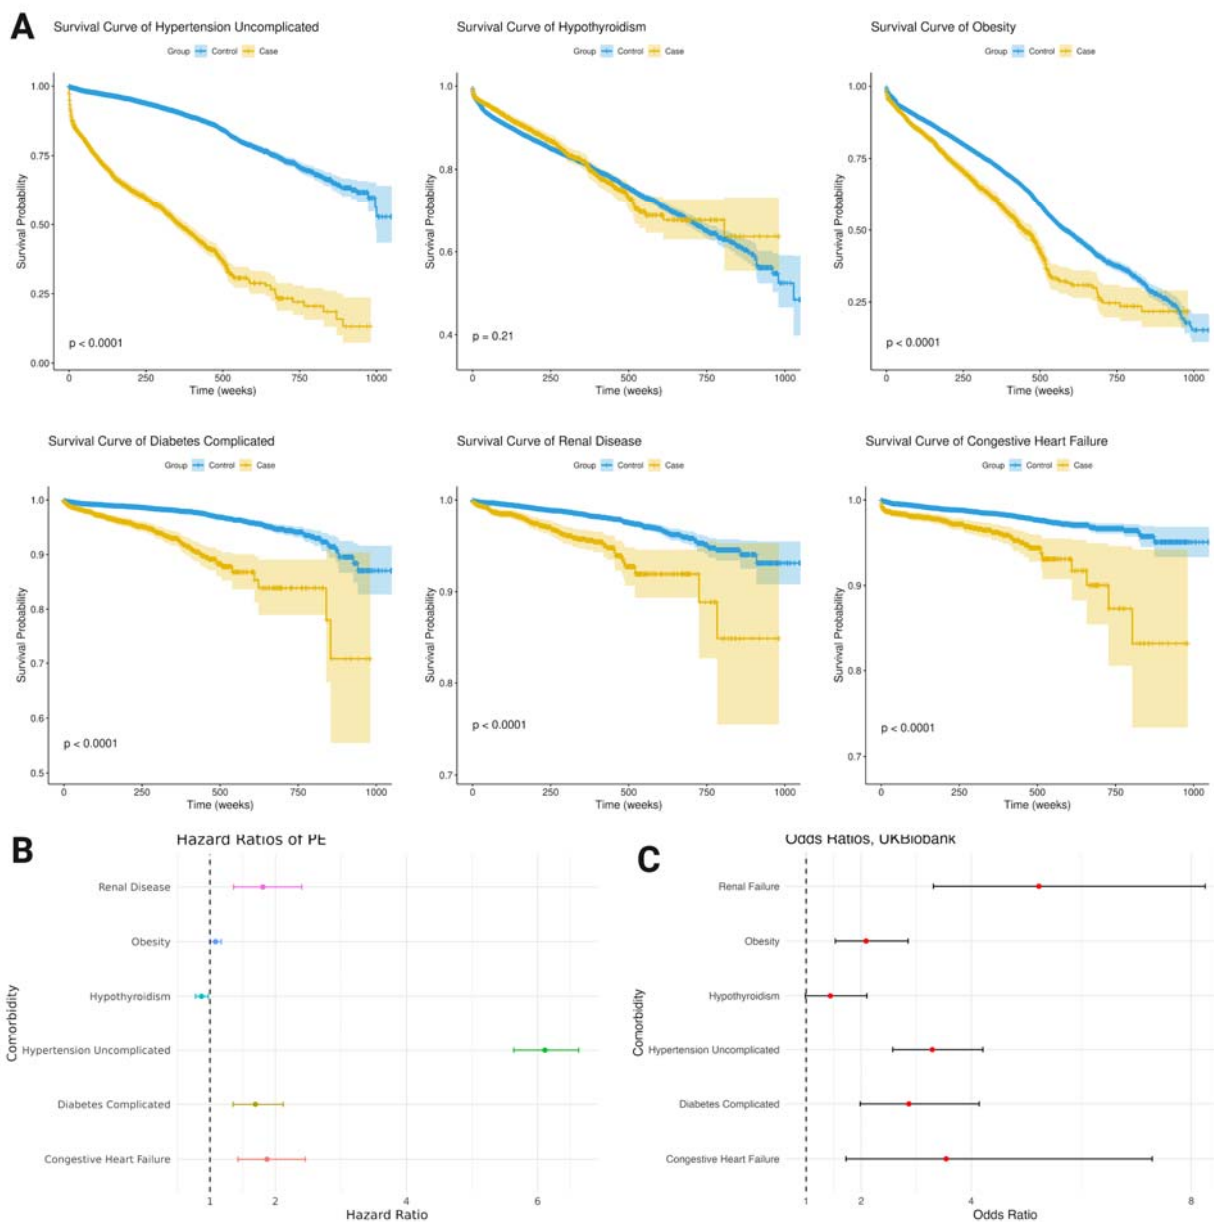 A
Survival Curve of Hypertension Uncomplicated
Group Control Case
Survival Probability
1.00
0.75
0.50
0.25
0.00
p < 0.0001
0 250 500 750 1000
Time (weeks)
Survival Curve of Hypothyroidism
Group Control Case
Survival Probability
1.0
0.8
0.6
0.4
p = 0.21
0 250 500 750 1000
Time (weeks)
Survival Curve of Obesity
Group Control Case
Survival Probability
1.00
0.75
0.50
0.25
p < 0.0001
0 250 500 750 1000
Time (weeks)
Survival Curve of Diabetes Complicated
Group Control Case
Survival Probability
1.0
0.9
0.8
0.7
0.6
0.5
p < 0.0001
0 250 500 750 1000
Time (weeks)
Survival Curve of Renal Disease
Group Control Case
Survival Probability
1.0
0.9
0.8
0.7
p < 0.0001
0 250 500 750 1000
Time (weeks)
Survival Curve of Congestive Heart Failure
Group Control Case
Survival Probability
1.0
0.9
0.8
0.7
p < 0.0001
0 250 500 750 1000
Time (weeks)
B
Hazard Ratios of PE
Comorbidity
Renal Disease
Obesity
Hypothyroidism
Hypertension Uncomplicated
Diabetes Complicated
Congestive Heart Failure
1 2 4 6
Hazard Ratio
C
Odds Ratios, UKBiobank
Comorbidity
Renal Failure
Obesity
Hypothyroidism
Hypertension Uncomplicated
Diabetes Complicated
Congestive Heart Failure
1 2 4 8
Odds Ratio